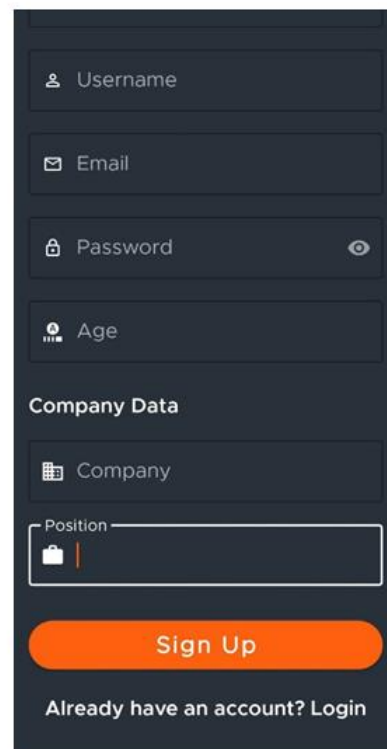 Username
Email
Password
Age
Company Data
Company
Position
Sign Up
Already have an account? Login